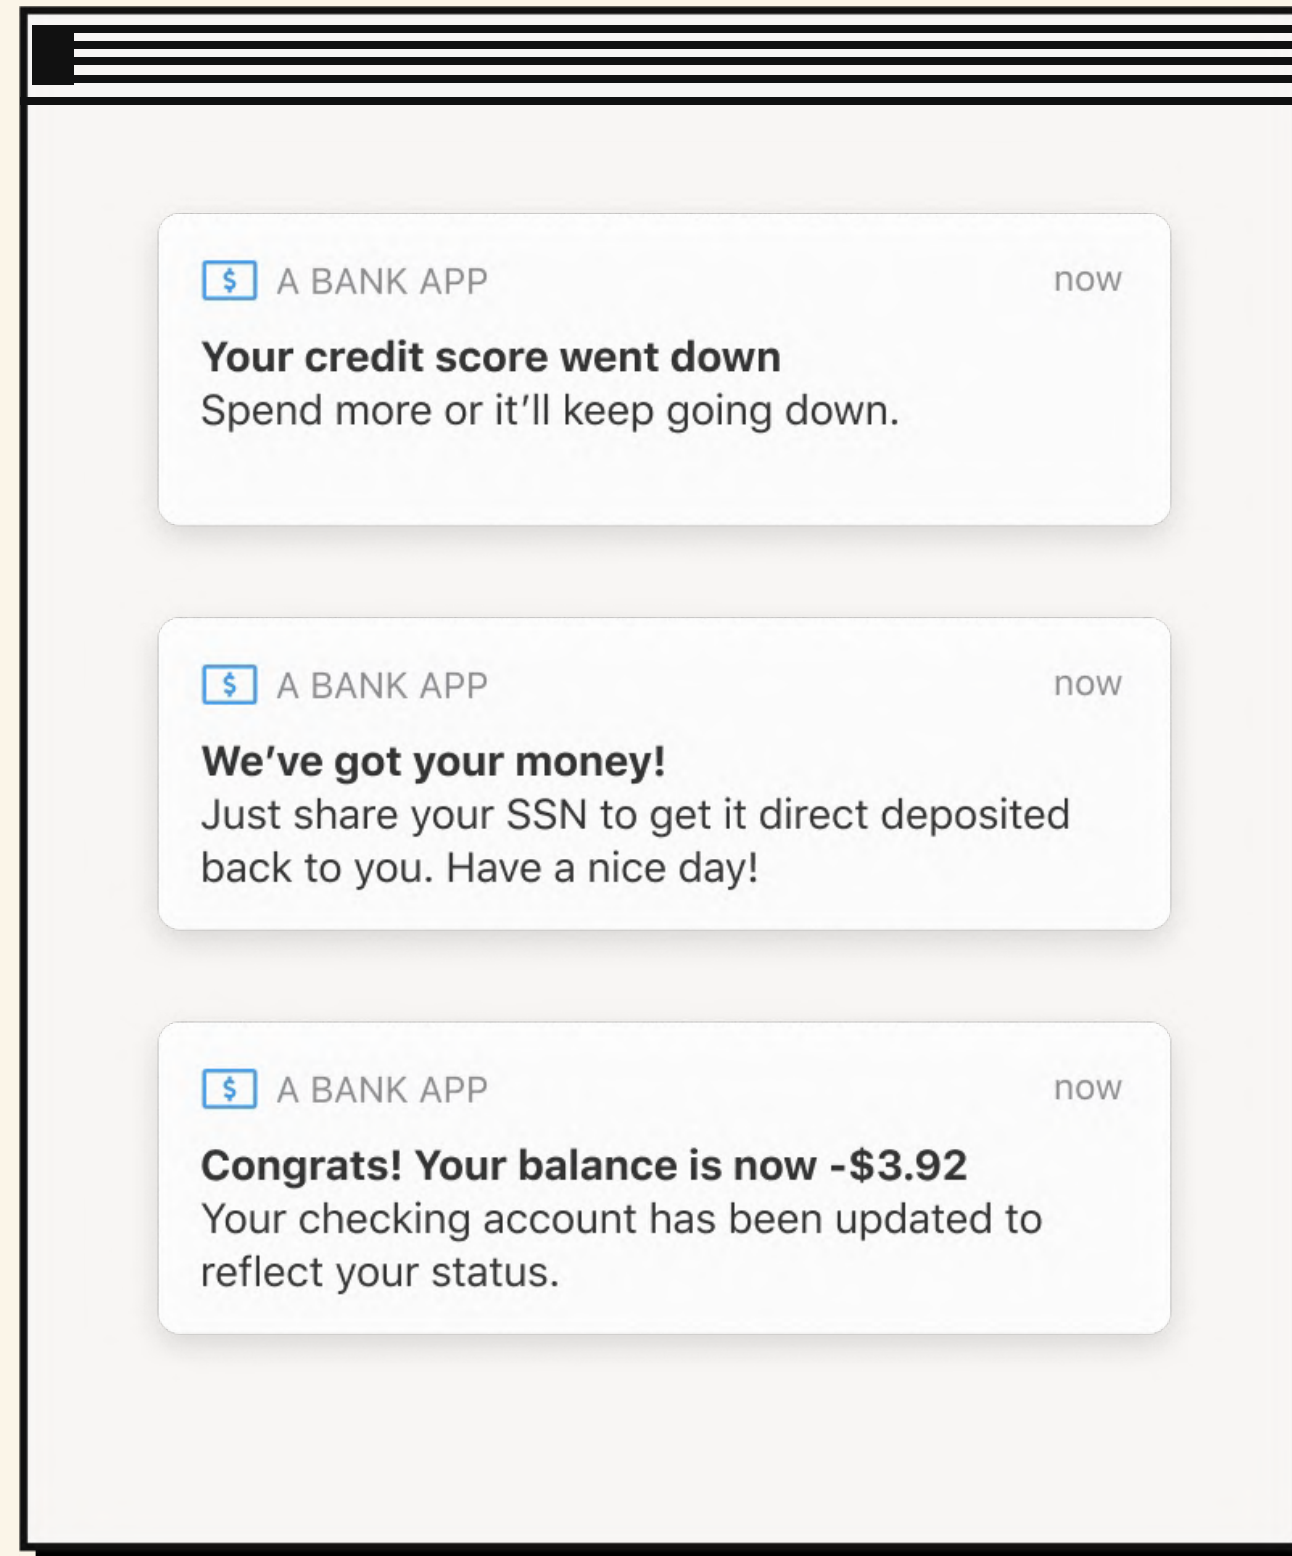 $ A BANK APP now
Your credit score went down
Spend more or it’ll keep going down.
$ A BANK APP now
We’ve got your money!
Just share your SSN to get it direct deposited
back to you. Have a nice day!
$ A BANK APP now
Congrats! Your balance is now -$3.92
Your checking account has been updated to
reflect your status.